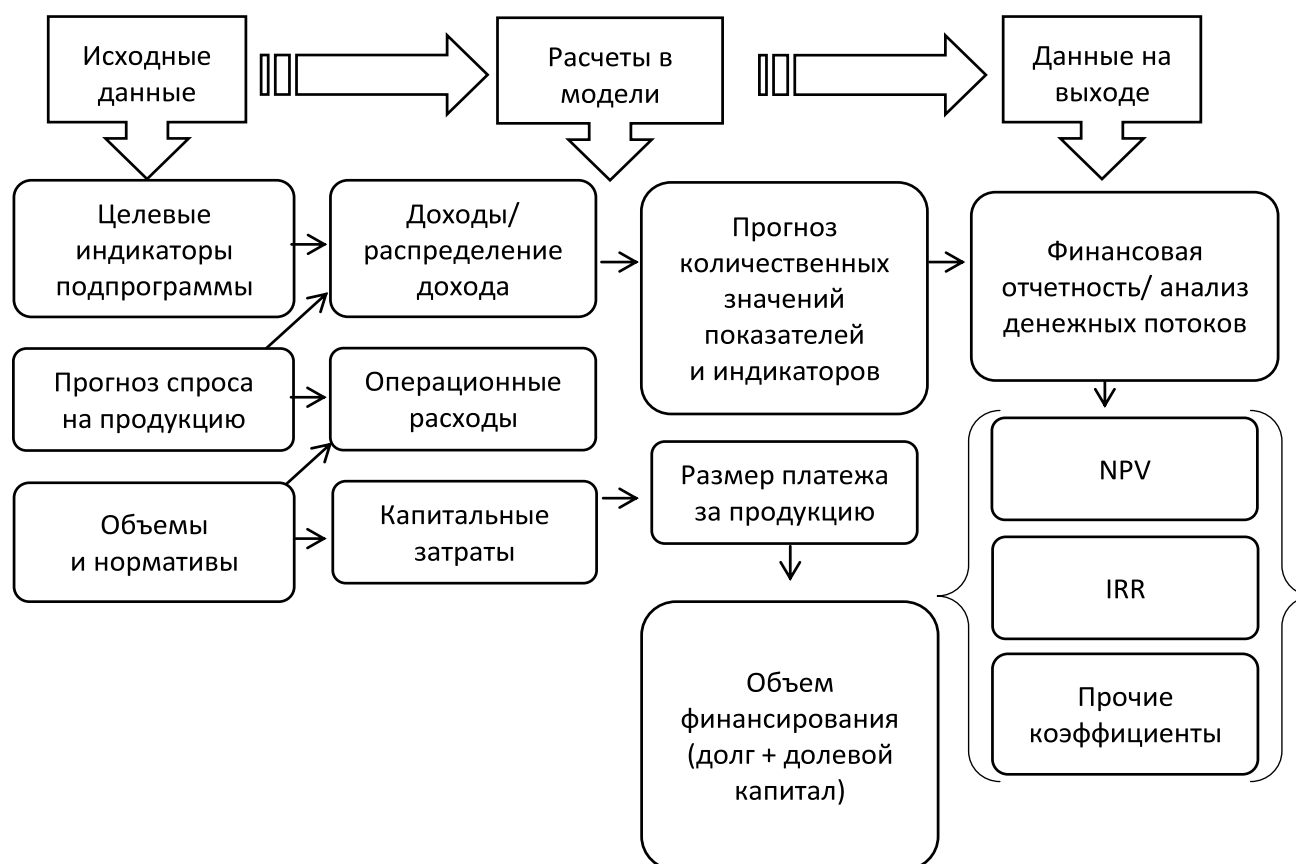 Исходные
данные
Расчеты в
модели
Данные на
выходе
Целевые
индикаторы
подпрограммы
Доходы/
распределение
дохода
Прогноз
количественных
значений
показателей
и индикаторов
Финансовая
отчетность/ анализ
денежных потоков
Прогноз спроса
на продукцию
Операционные
расходы
Объемы
и нормативы
Капитальные
затраты
Размер платежа
за продукцию
Объем
финансирования
(долг + долевой
капитал)
NPV
IRR
Прочие
коэффициенты